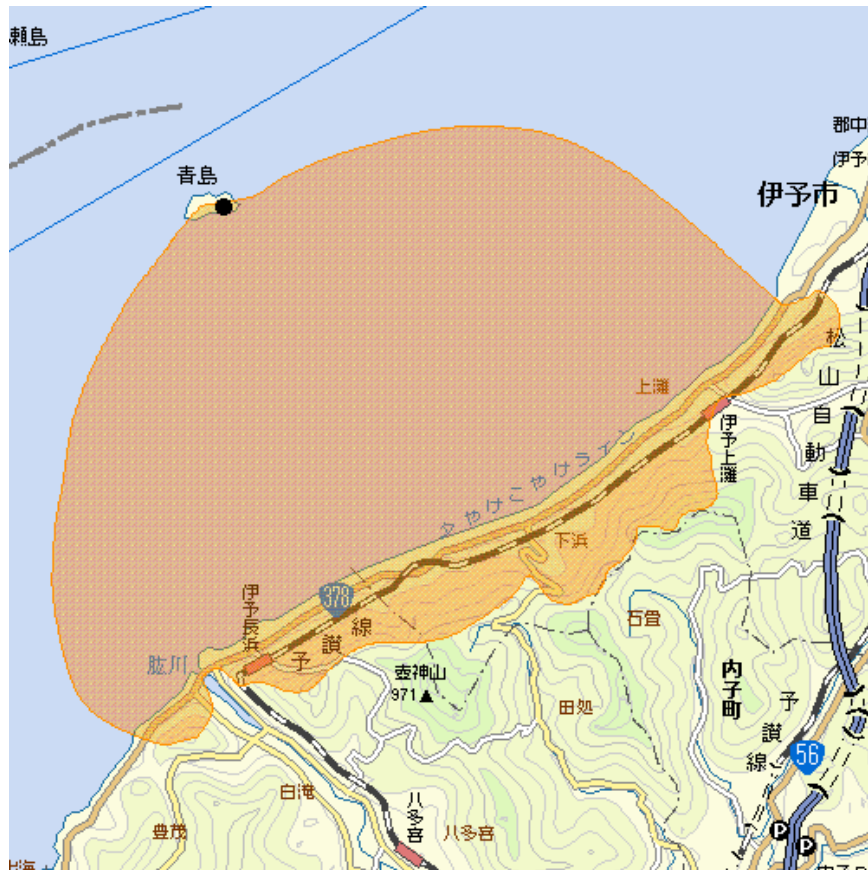 瀬島
青島
郡中
伊予
伊予市
松山自動車道
上灘
伊予上灘
夕やけこやけライン
下浜
378
伊予長浜
予讃線
石畳
肱川
壺神山
971
内子町
田処
予讃線
56
白滝
豊茂
八多喜
八多喜
P
P